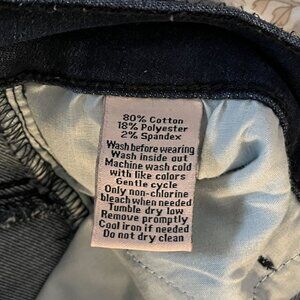 80% Cotton
18% Polyester
2% Spandex
Wash before wearing
Wash inside out
Machine wash cold
with like colors
Gentle cycle
Only non-chlorine
bleach when needed
Tumble dry low
Remove promptly
Cool iron if needed
Do not dry clean